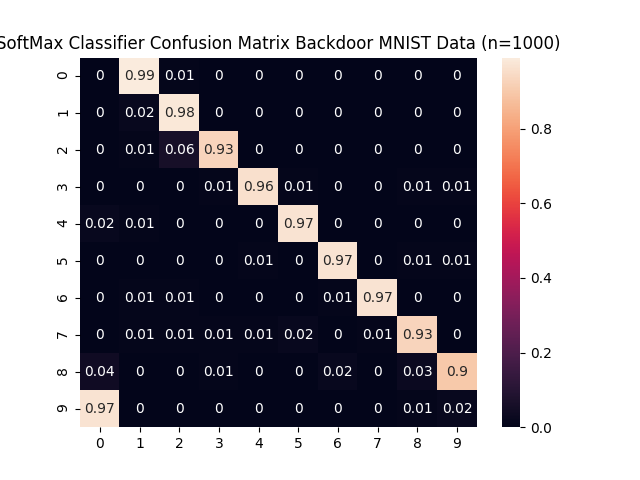 SoftMax Classifier Confusion Matrix Backdoor MNIST Data (n=1000)
0 0 0.99 0.01 0 0 0 0 0 0 0
1 0 0.02 0.98 0 0 0 0 0 0 0
2 0 0.01 0.06 0.93 0 0 0 0 0 0
3 0 0 0 0.01 0.96 0.01 0 0 0.01 0.01
4 0.02 0.01 0 0 0 0.97 0 0 0 0
5 0 0 0 0 0.01 0 0.97 0 0.01 0.01
6 0 0.01 0.01 0 0 0 0.01 0.97 0 0
7 0 0.01 0.01 0.01 0.01 0.02 0 0.01 0.93 0
8 0.04 0 0 0.01 0 0 0.02 0 0.03 0.9
9 0.97 0 0 0 0 0 0 0 0.01 0.02
0 1 2 3 4 5 6 7 8 9
0.8
0.6
0.4
0.2
0.0